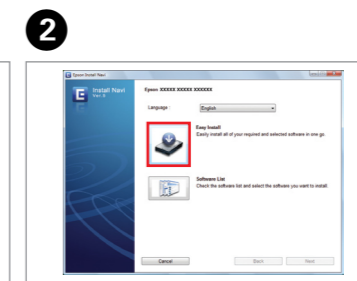 2
Epson Install Navi
Install Navi
Epson XXXXX XXXXX XXXXXX
Language :
English
Easy Install
Easily install all of your required and selected software in one go.
Software List
Check the software list and select the software you want to install.
Cancel
Back
Next